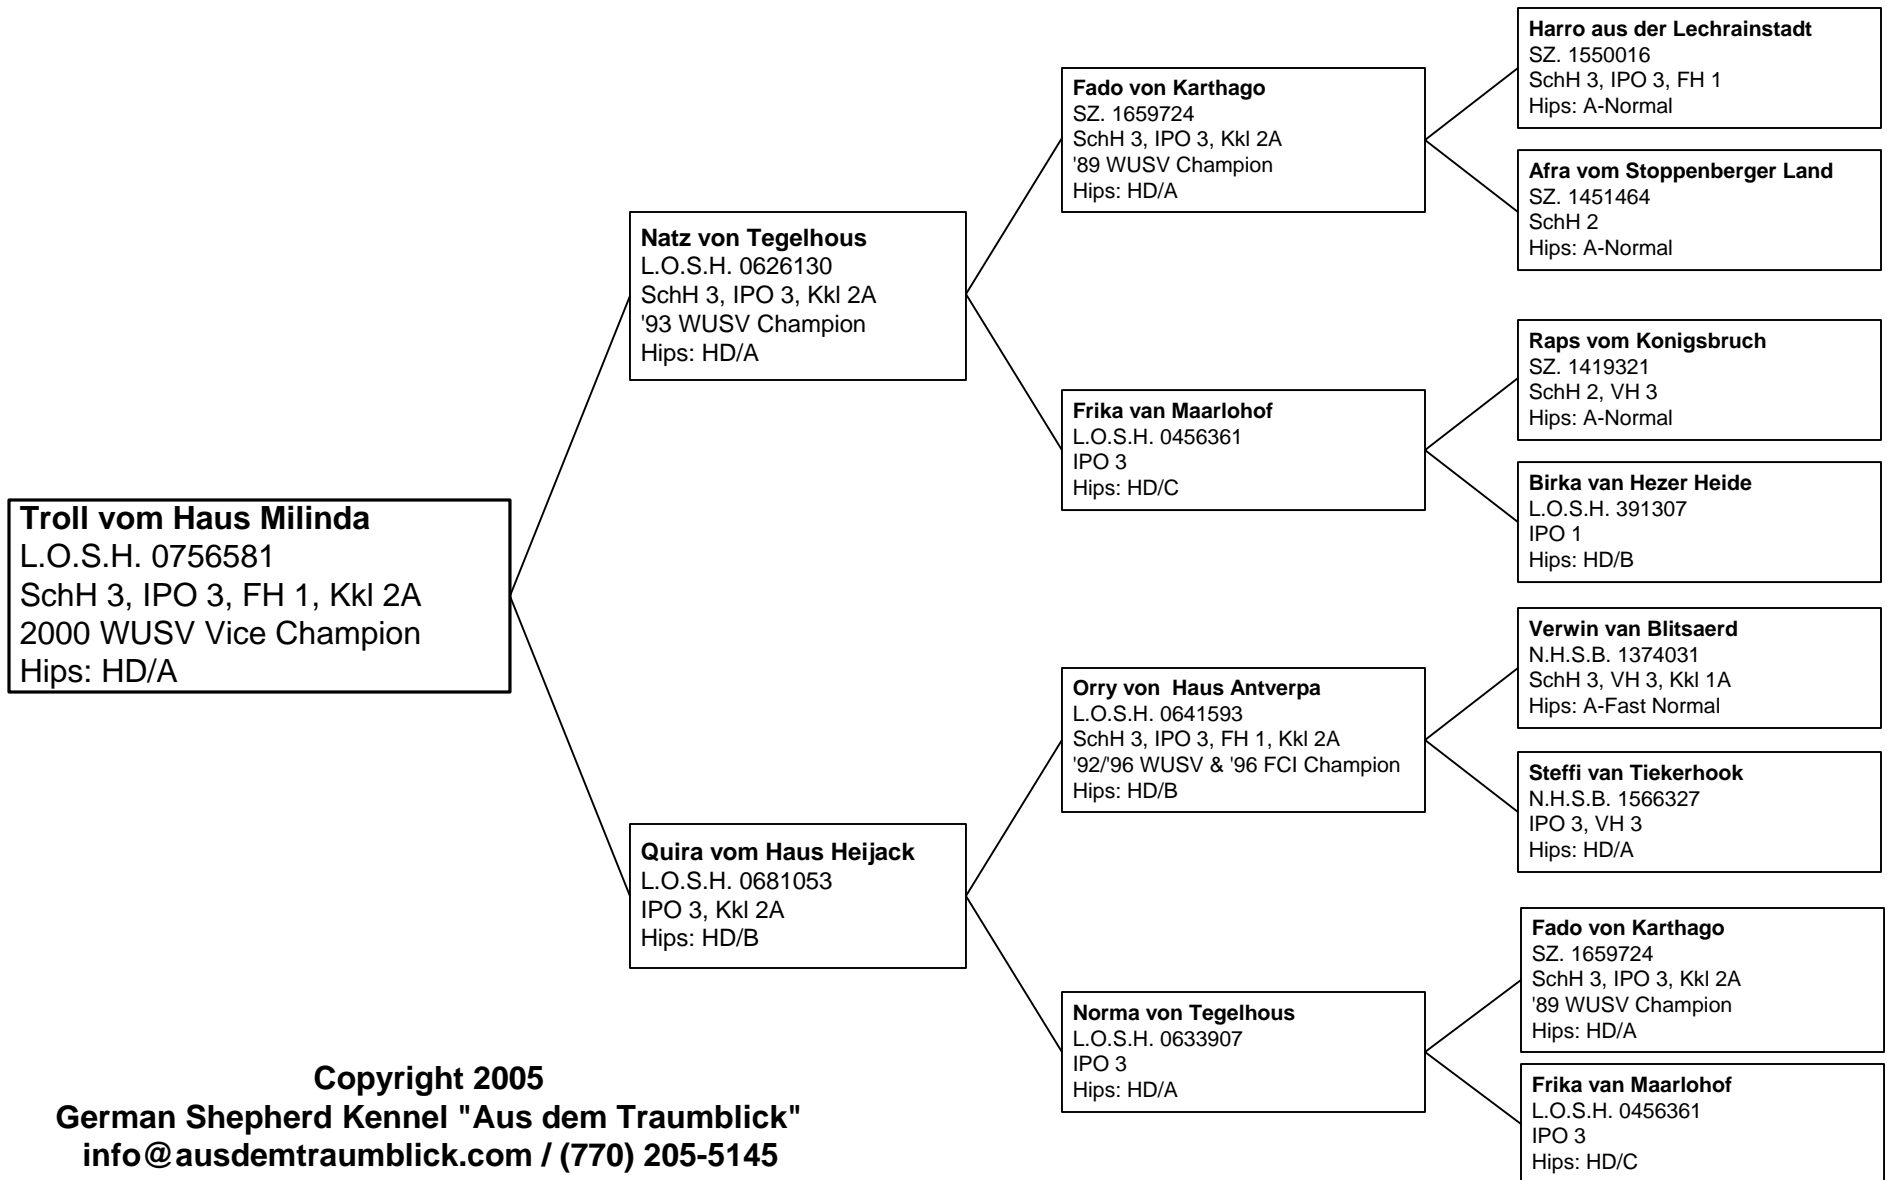 Troll vom Haus Milinda
L.O.S.H. 0756581
SchH 3, IPO 3, FH 1, Kkl 2A
2000 WUSV Vice Champion
Hips: HD/A
Natz von Tegelhous
L.O.S.H. 0626130
SchH 3, IPO 3, Kkl 2A
'93 WUSV Champion
Hips: HD/A
Quira vom Haus Heijack
L.O.S.H. 0681053
IPO 3, Kkl 2A
Hips: HD/B
Fado von Karthago
SZ. 1659724
SchH 3, IPO 3, Kkl 2A
'89 WUSV Champion
Hips: HD/A
Frika van Maarlohof
L.O.S.H. 0456361
IPO 3
Hips: HD/C
Orry von  Haus Antverpa
L.O.S.H. 0641593
SchH 3, IPO 3, FH 1, Kkl 2A
'92/'96 WUSV & '96 FCI Champion
Hips: HD/B
Norma von Tegelhous
L.O.S.H. 0633907
IPO 3
Hips: HD/A
Harro aus der Lechrainstadt
SZ. 1550016
SchH 3, IPO 3, FH 1
Hips: A-Normal
Afra vom Stoppenberger Land
SZ. 1451464
SchH 2
Hips: A-Normal
Raps vom Konigsbruch
SZ. 1419321
SchH 2, VH 3
Hips: A-Normal
Birka van Hezer Heide
L.O.S.H. 391307
IPO 1
Hips: HD/B
Verwin van Blitsaerd
N.H.S.B. 1374031
SchH 3, VH 3, Kkl 1A
Hips: A-Fast Normal
Steffi van Tiekerhook
N.H.S.B. 1566327
IPO 3, VH 3
Hips: HD/A
Fado von Karthago
SZ. 1659724
SchH 3, IPO 3, Kkl 2A
'89 WUSV Champion
Hips: HD/A
Frika van Maarlohof
L.O.S.H. 0456361
IPO 3
Hips: HD/C
Copyright 2005
German Shepherd Kennel "Aus dem Traumblick"
info@ausdemtraumblick.com / (770) 205-5145